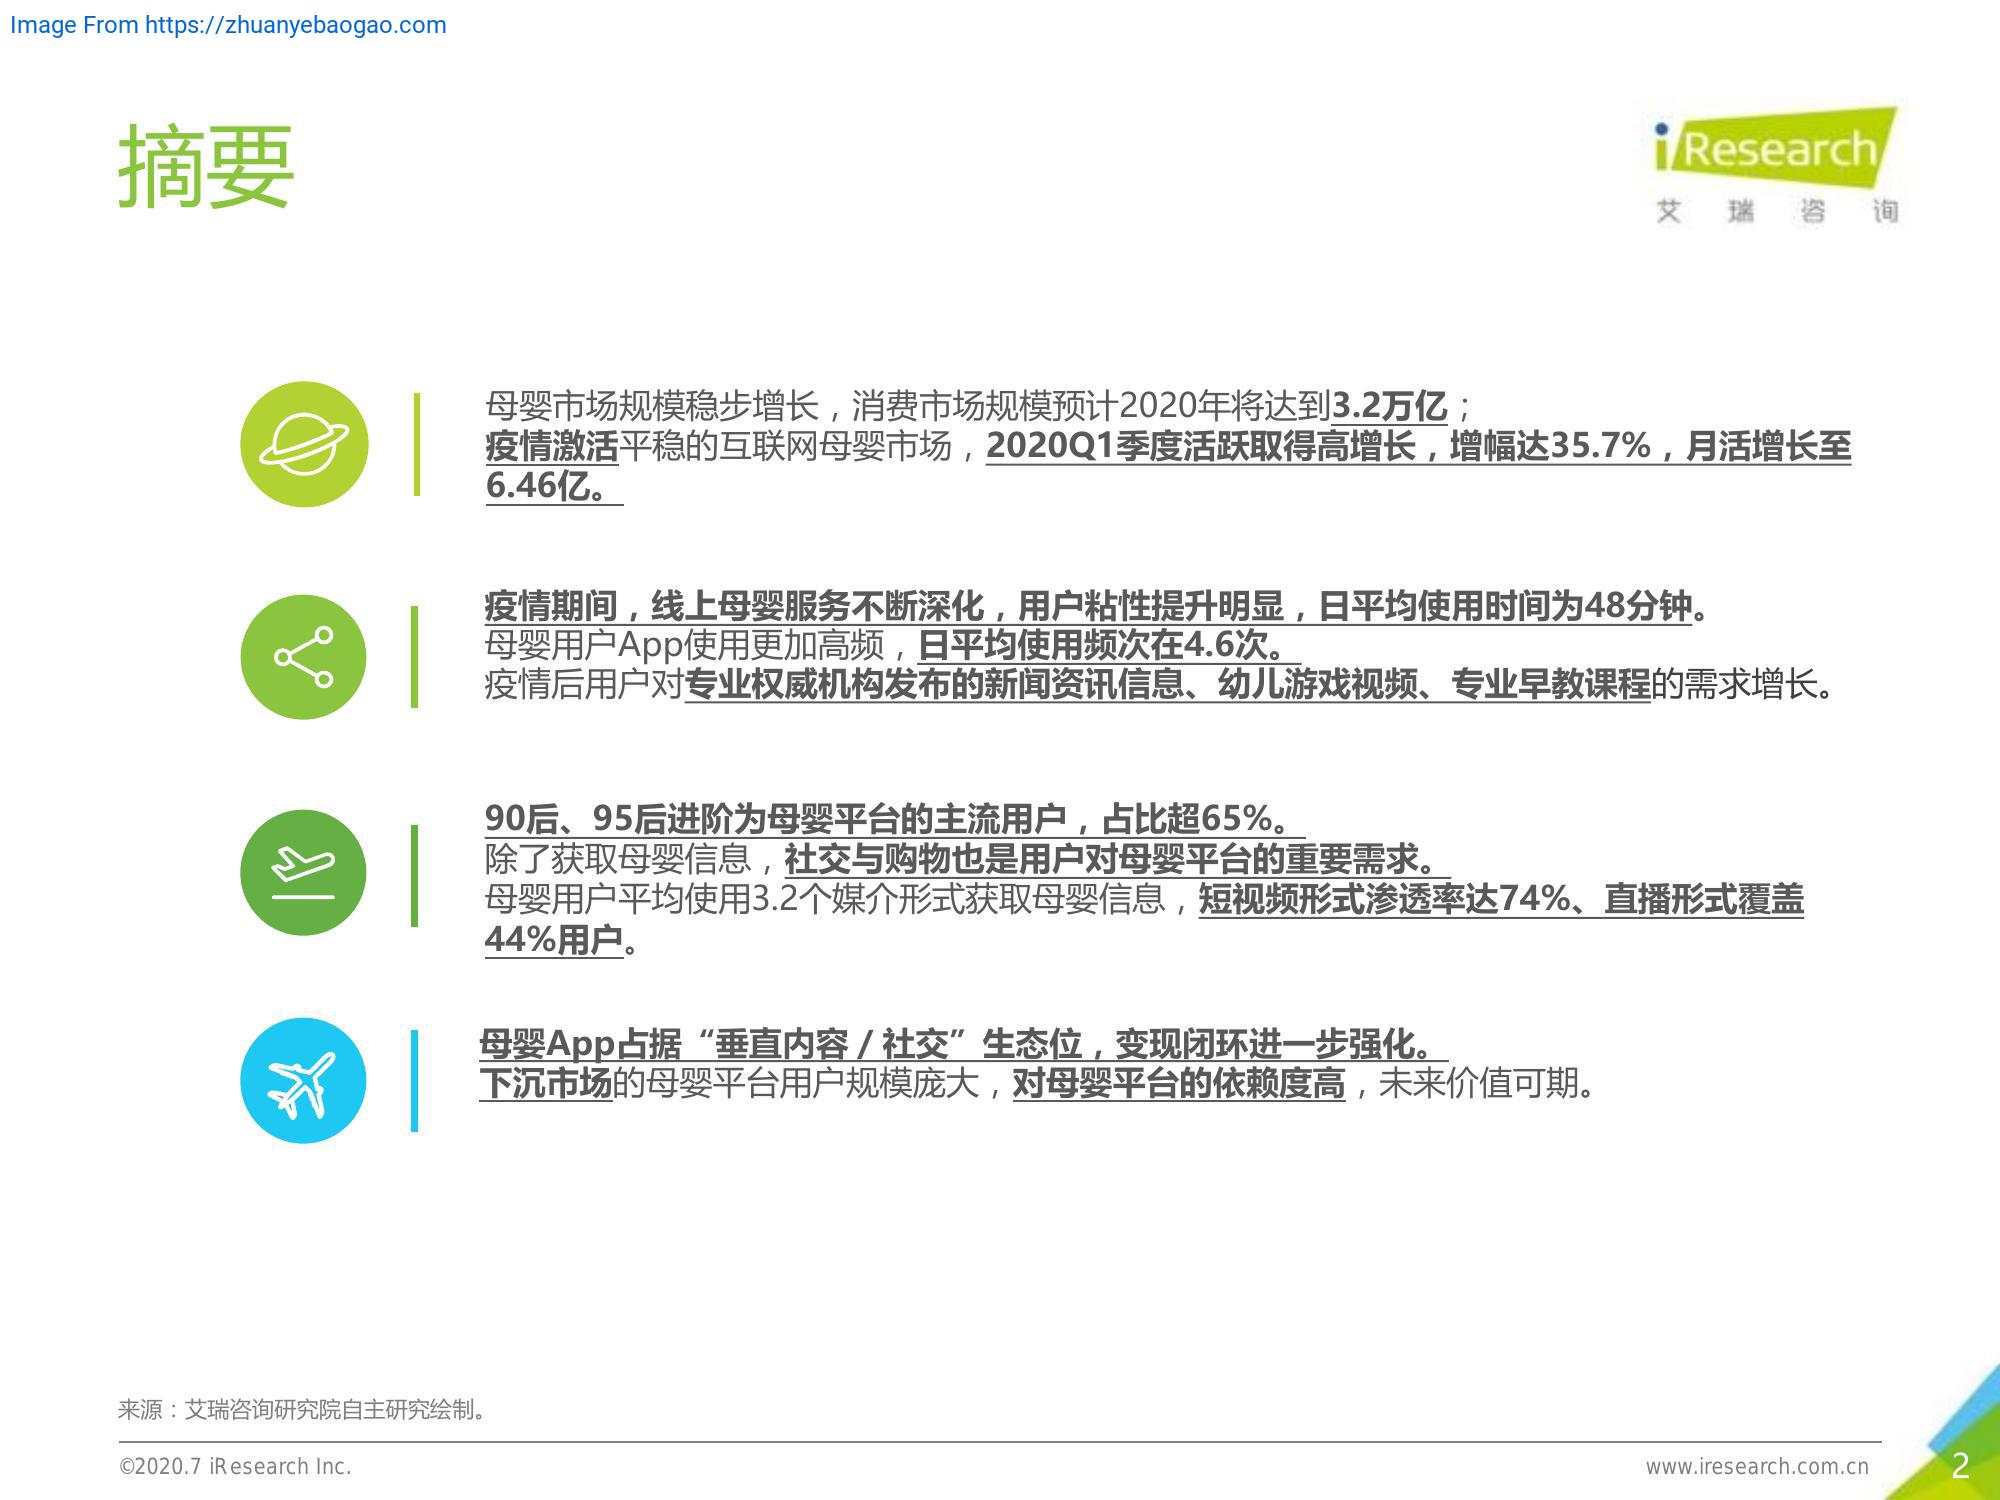 Image From https://zhuanyebaogao.com
摘要
iResearch
艾瑞咨询
母婴市场规模稳步增长，消费市场规模预计2020年将达到3.2万亿；
疫情激活平稳的互联网母婴市场，2020Q1季度活跃取得高增长，增幅达35.7%，月活增长至
6.46亿。
疫情期间，线上母婴服务不断深化，用户粘性提升明显，日平均使用时间为48分钟。
母婴用户App使用更加高频，日平均使用频次在4.6次。
疫情后用户对专业权威机构发布的新闻资讯信息、幼儿游戏视频、专业早教课程的需求增长。
90后、95后进阶为母婴平台的主流用户，占比超65%。
除了获取母婴信息，社交与购物也是用户对母婴平台的重要需求。
母婴用户平均使用3.2个媒介形式获取母婴信息，短视频形式渗透率达74%、直播形式覆盖
44%用户。
母婴App占据“垂直内容 / 社交”生态位，变现闭环进一步强化。
下沉市场的母婴平台用户规模庞大，对母婴平台的依赖度高，未来价值可期。
来源：艾瑞咨询研究院自主研究绘制。
©2020.7 iResearch Inc.
www.iresearch.com.cn
2